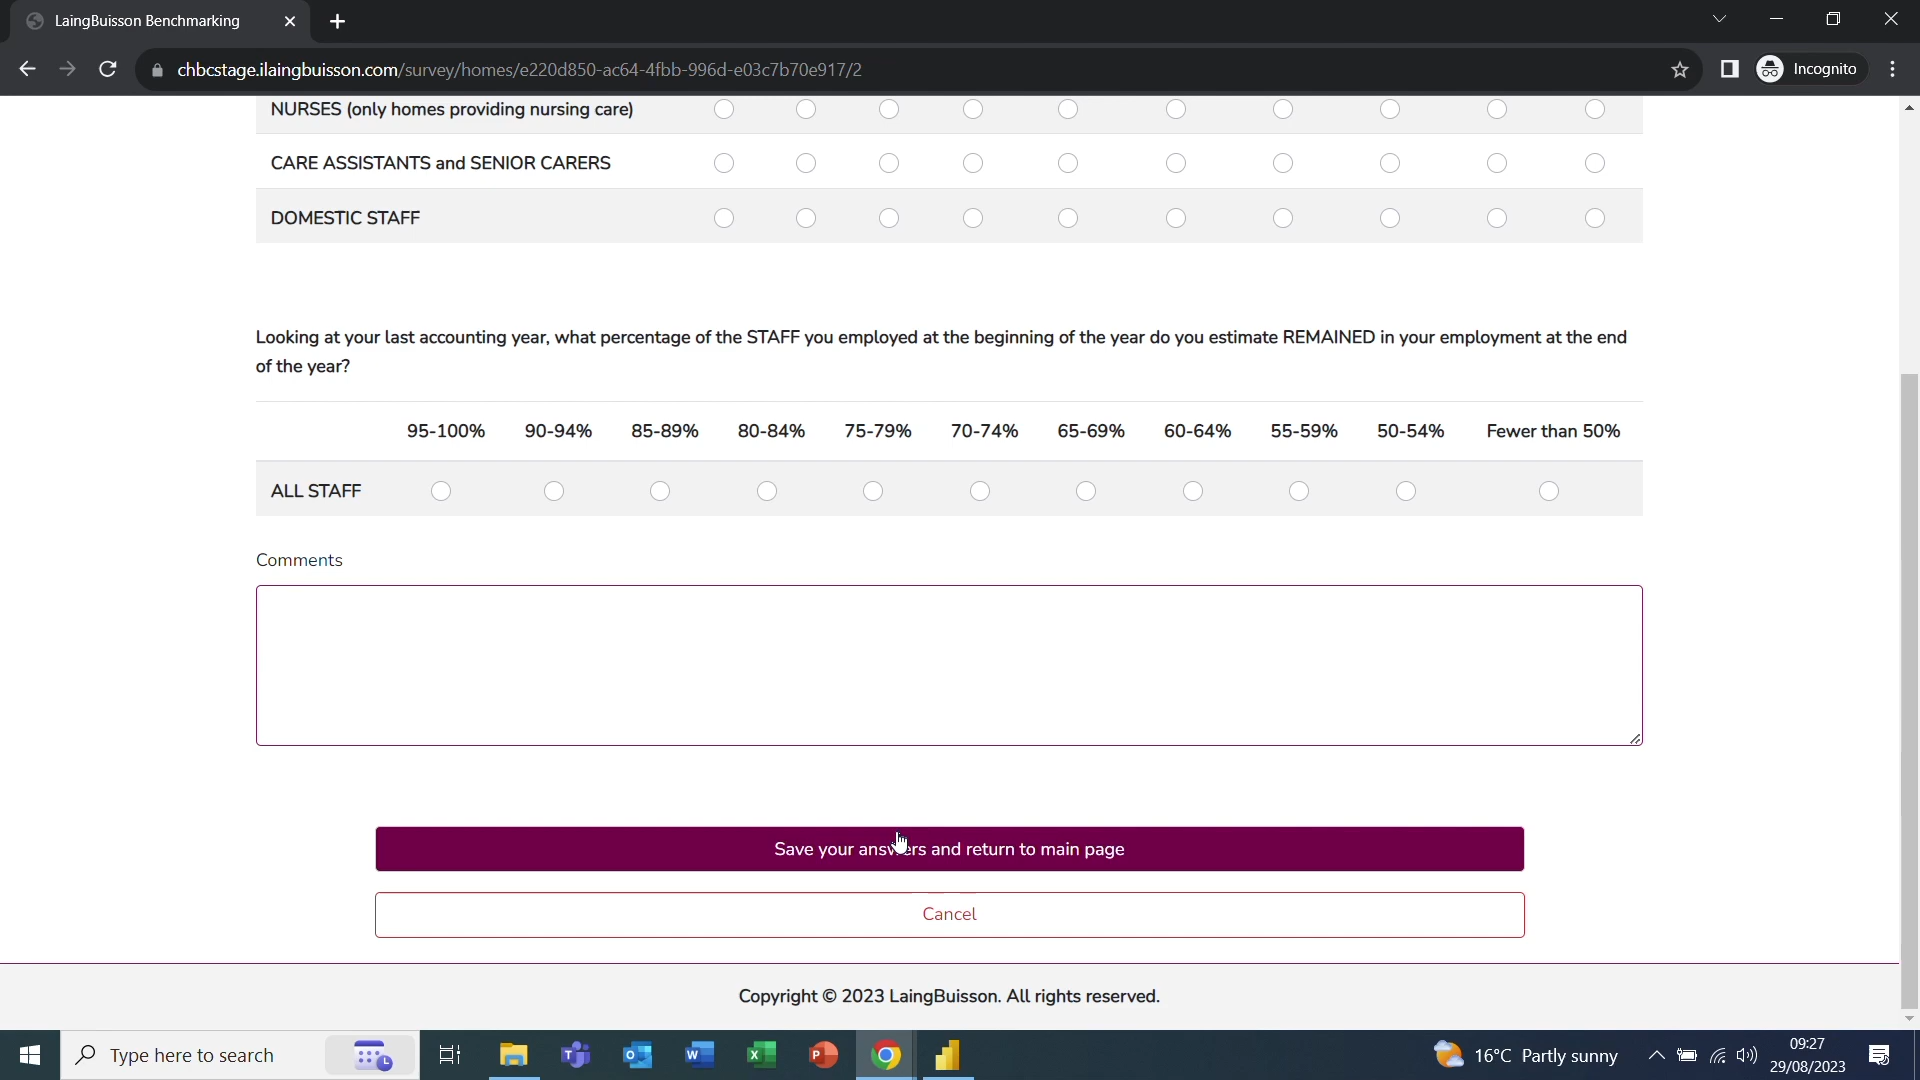 LaingBuisson Benchmarking
chbcstage.ilaingbuisson.com/survey/homes/e220d850-ac64-4fbb-996d-e03c7b70e917/2
Incognito
NURSES (only homes providing nursing care)
CARE ASSISTANTS and SENIOR CARERS
DOMESTIC STAFF
Looking at your last accounting year, what percentage of the STAFF you employed at the beginning of the year do you estimate REMAINED in your employment at the end
of the year?
95-100% 90-94% 85-89% 80-84% 75-79% 70-74% 65-69% 60-64% 55-59% 50-54% Fewer than 50%
ALL STAFF
Comments
Save your answers and return to main page
Cancel
Copyright © 2023 LaingBuisson. All rights reserved.
Type here to search
16°C Partly sunny
09:27
29/08/2023